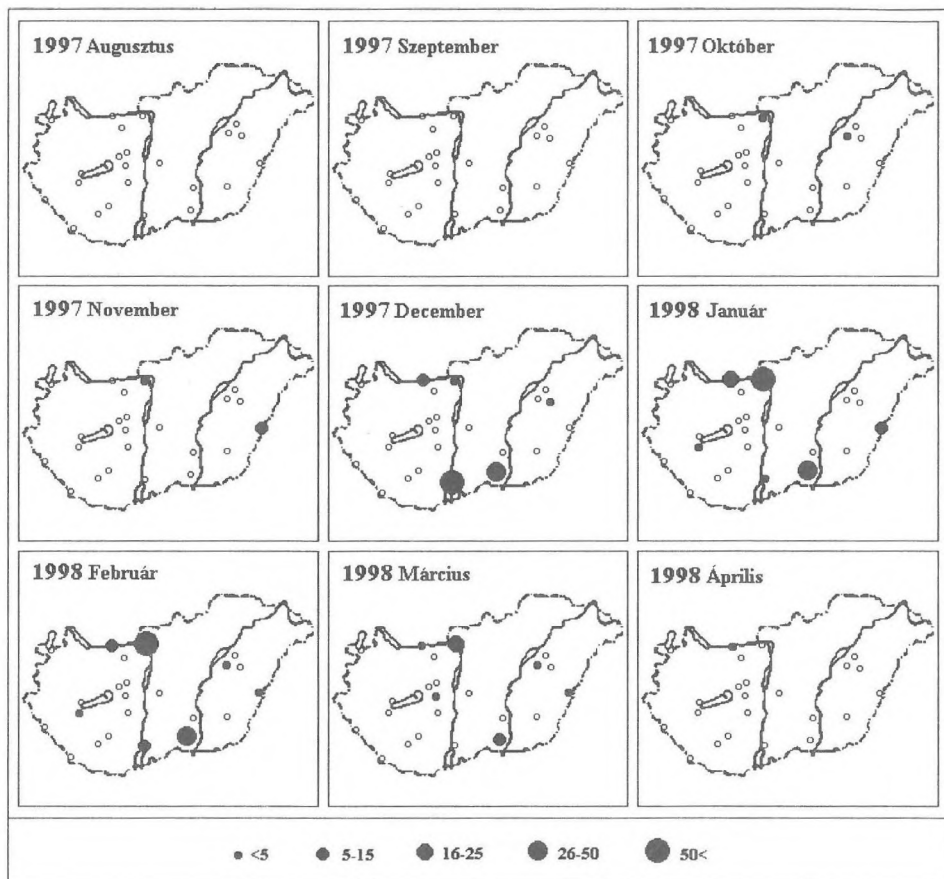 1997 Augusztus
1997 Szeptember
1997 Október
1997 November
1997 December
1998 Január
1998 Február
1998 Március
1998 Április
<5
5-15
16-25
26-50
50<